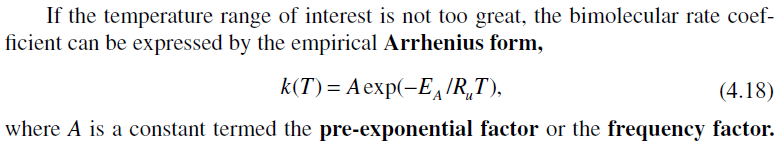 If the temperature range of interest is not too great, the bimolecular rate coef-
ficient can be expressed by the empirical Arrhenius form,
k(T) = A exp(−E_A/R_uT), (4.18)
where A is a constant termed the pre-exponential factor or the frequency factor.